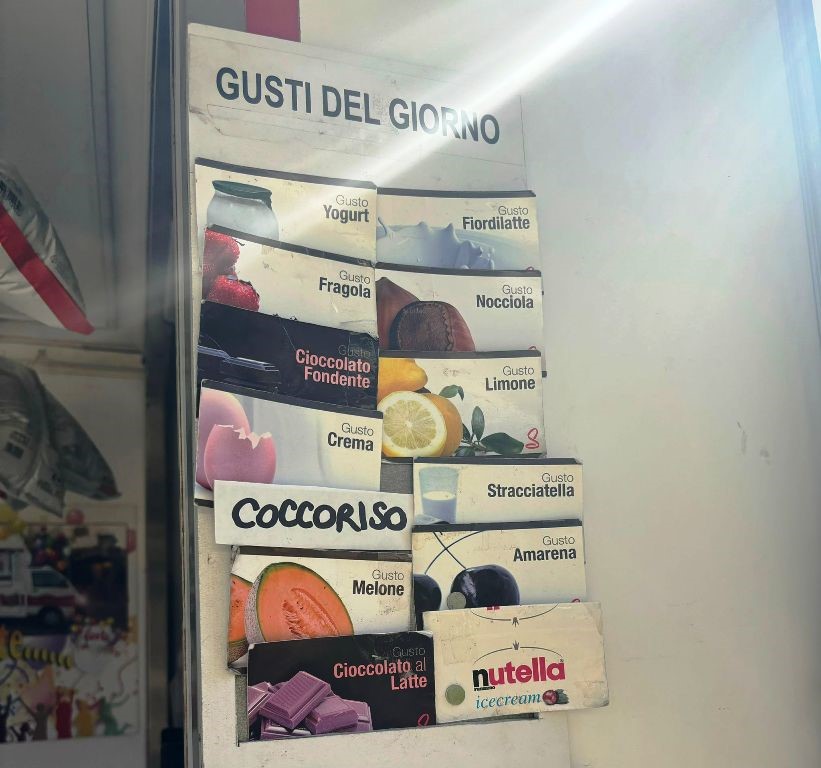 GUSTI DEL GIORNO
Gusto
Yogurt
Gusto
Fragola
Gusto
Cioccolato
Fondente
Gusto
Crema
COCCORISO
Gusto
Melone
Gusto
Cioccolato al
Latte
Gusto
Fiordilatte
Gusto
Nocciola
Gusto
Limone
Gusto
Stracciatella
Gusto
Amarena
nutella
FERRERO
icecream